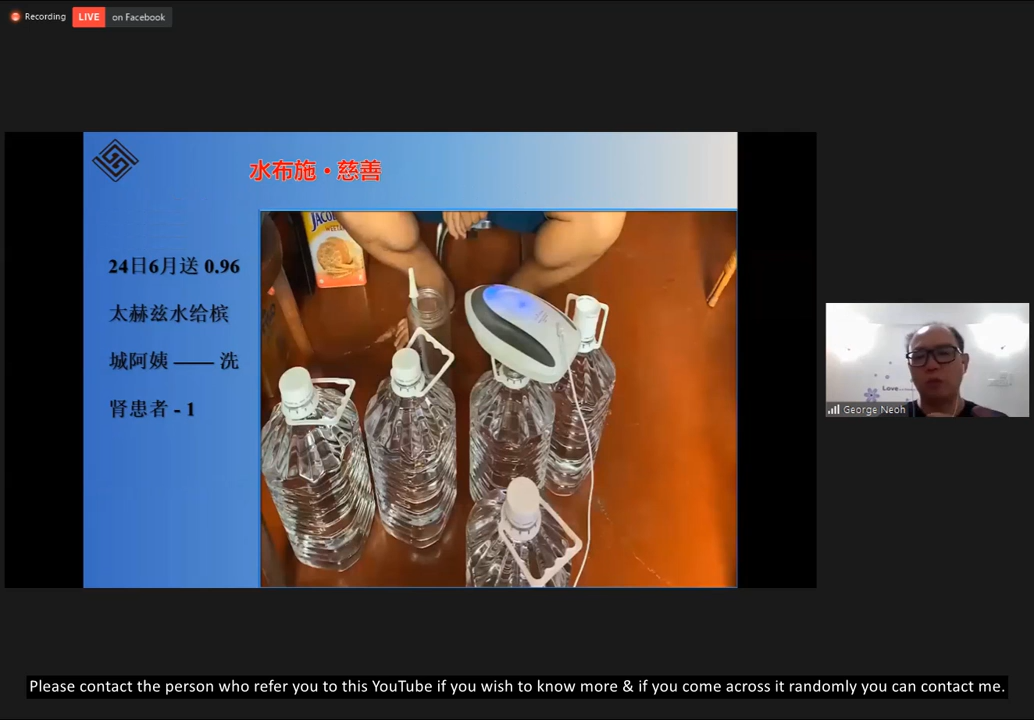 Recording
LIVE on Facebook
水布施・慈善
24日6月送 0.96
太赫兹水给槟
城阿姨 —— 洗
肾患者 - 1
JACOB
Love
George Neoh
Please contact the person who refer you to this YouTube if you wish to know more & if you come across it randomly you can contact me.